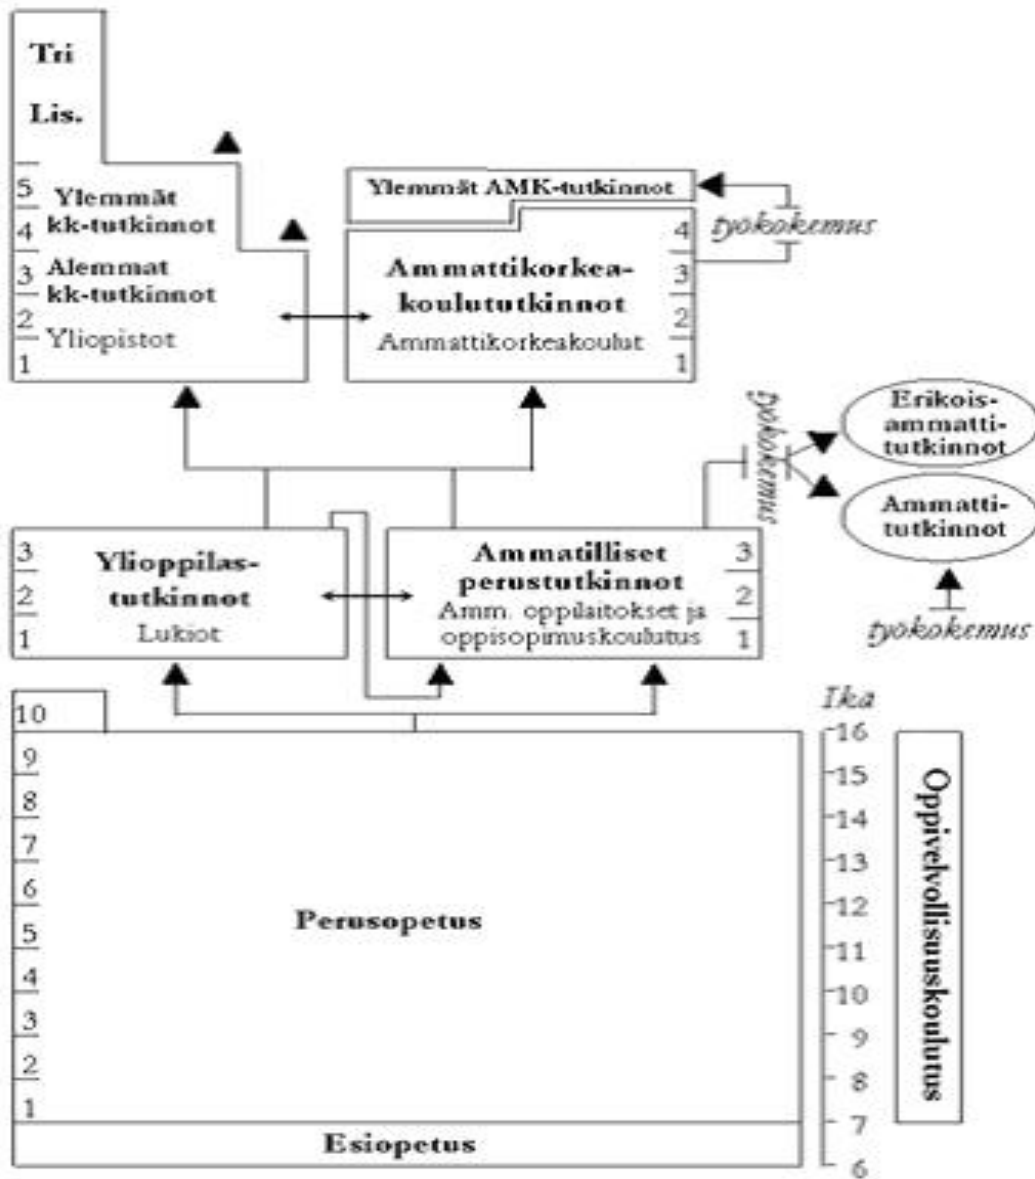 Tri
Lis.
5
4
3
2
1
Ylemmät
kk-tutkinnot
Alemmat
kk-tutkinnot
Yliopistot
Ylemmät AMK-tutkinnot
työkokemus
Ammattikorkea-
koulututkinnot
Ammattikorkeakoulut
4
3
2
1
työkokemus
Erikois-
ammatti-
tutkinnot
Ammatti-
tutkinnot
työkokemus
3
2
1
Ylioppilas-
tutkinnot
Lukiot
Ammatilliset
perustutkinnot
Amm. oppilaitokset ja
oppisopimuskoulutus
3
2
1
10
9
8
7
6
5
4
3
2
1
Perusopetus
Esiopetus
Ika
16
15
14
13
12
11
10
9
8
7
6
Oppivelvollisuuskoulutus